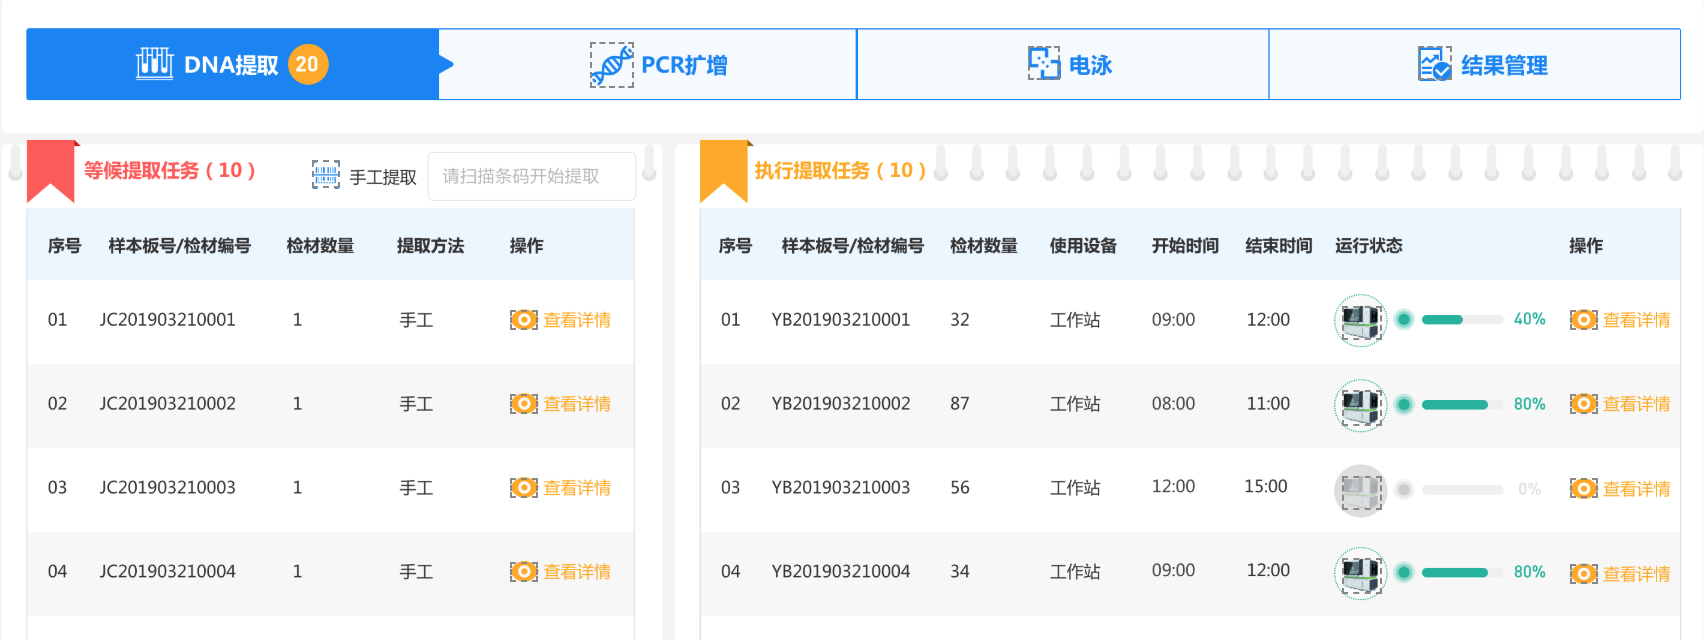 DNA提取 20 PCR扩增 电泳 结果管理
等候提取任务（10） 手工提取 请扫描条码开始提取
序号 样本板号/检材编号 检材数量 提取方法 操作
01 JC201903210001 1 手工 查看详情
02 JC201903210002 1 手工 查看详情
03 JC201903210003 1 手工 查看详情
04 JC201903210004 1 手工 查看详情
执行提取任务（10）
序号 样本板号/检材编号 检材数量 使用设备 开始时间 结束时间 运行状态 操作
01 YB201903210001 32 工作站 09:00 12:00 40% 查看详情
02 YB201903210002 87 工作站 08:00 11:00 80% 查看详情
03 YB201903210003 56 工作站 12:00 15:00 0% 查看详情
04 YB201903210004 34 工作站 09:00 12:00 80% 查看详情